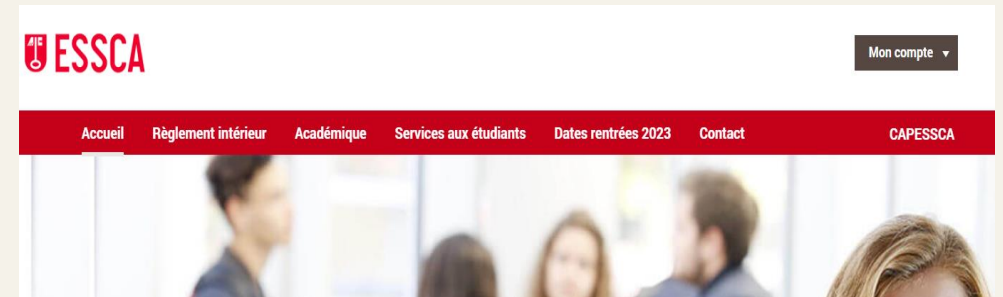 ESSCA
Mon compte
Accueil Règlement intérieur Académique Services aux étudiants Dates rentrées 2023 Contact CAPESSCA